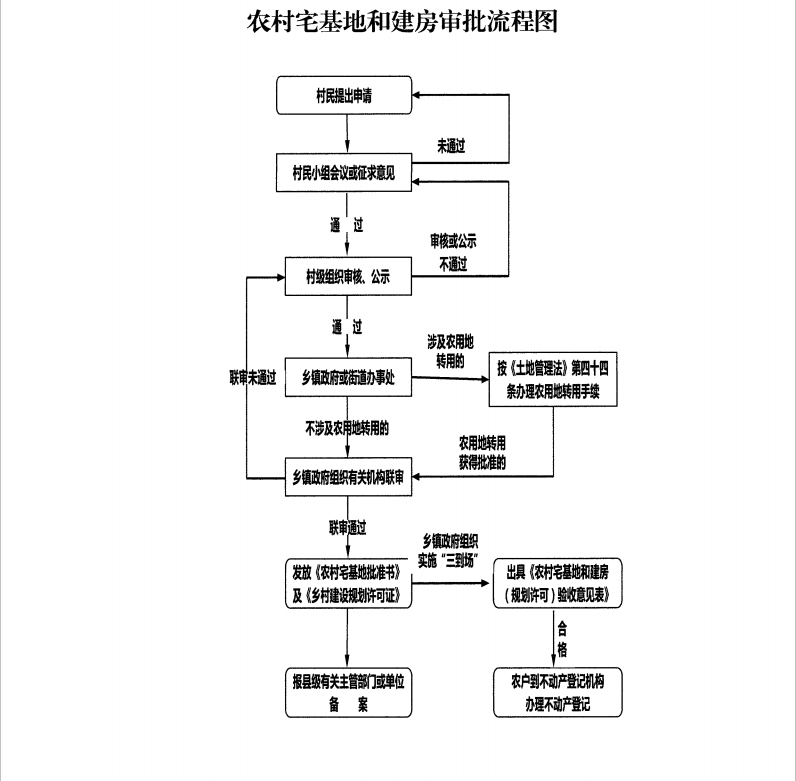 农村宅基地和建房审批流程图
村民提出申请
未通过
村民小组会议或征求意见
通 过
审核或公示
不通过
村级组织审核、公示
通 过
涉及农用地
转用的
联审未通过
乡镇政府或街道办事处
按《土地管理法》第四十四
条办理农用地转用手续
不涉及农用地转用的
农用地转用
获得批准的
乡镇政府组织有关机构联审
联审通过
乡镇政府组织
实施“三到场”
发放《农村宅基地批准书》
及《乡村建设规划许可证》
出具《农村宅基地和建房
（规划许可）验收意见表》
合
格
报县级有关主管部门或单位
备 案
农户到不动产登记机构
办理不动产登记